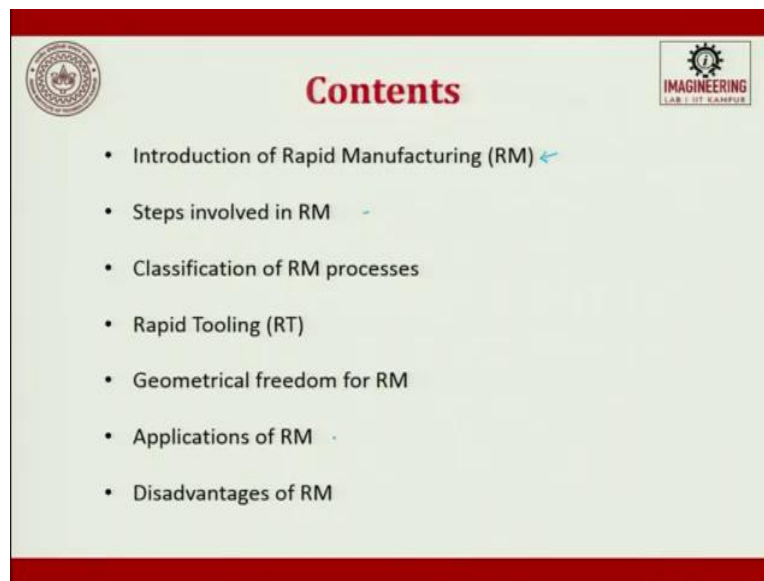 Contents
IMAGINEERING
LAB | IIT KANPUR
• Introduction of Rapid Manufacturing (RM)
• Steps involved in RM
• Classification of RM processes
• Rapid Tooling (RT)
• Geometrical freedom for RM
• Applications of RM
• Disadvantages of RM